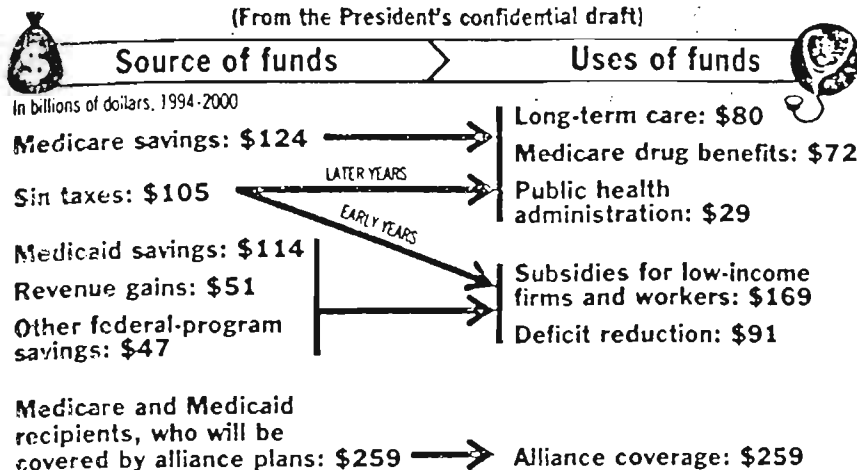 (From the President's confidential draft)
Source of funds
Uses of funds
In billions of dollars, 1994-2000
Medicare savings: $124
Sin taxes: $105
LATER YEARS
EARLY YEARS
Medicaid savings: $114
Revenue gains: $51
Other federal-program
savings: $47
Medicare and Medicaid
recipients, who will be
covered by alliance plans: $259
Long-term care: $80
Medicare drug benefits: $72
Public health
administration: $29
Subsidies for low-income
firms and workers: $169
Deficit reduction: $91
Alliance coverage: $259